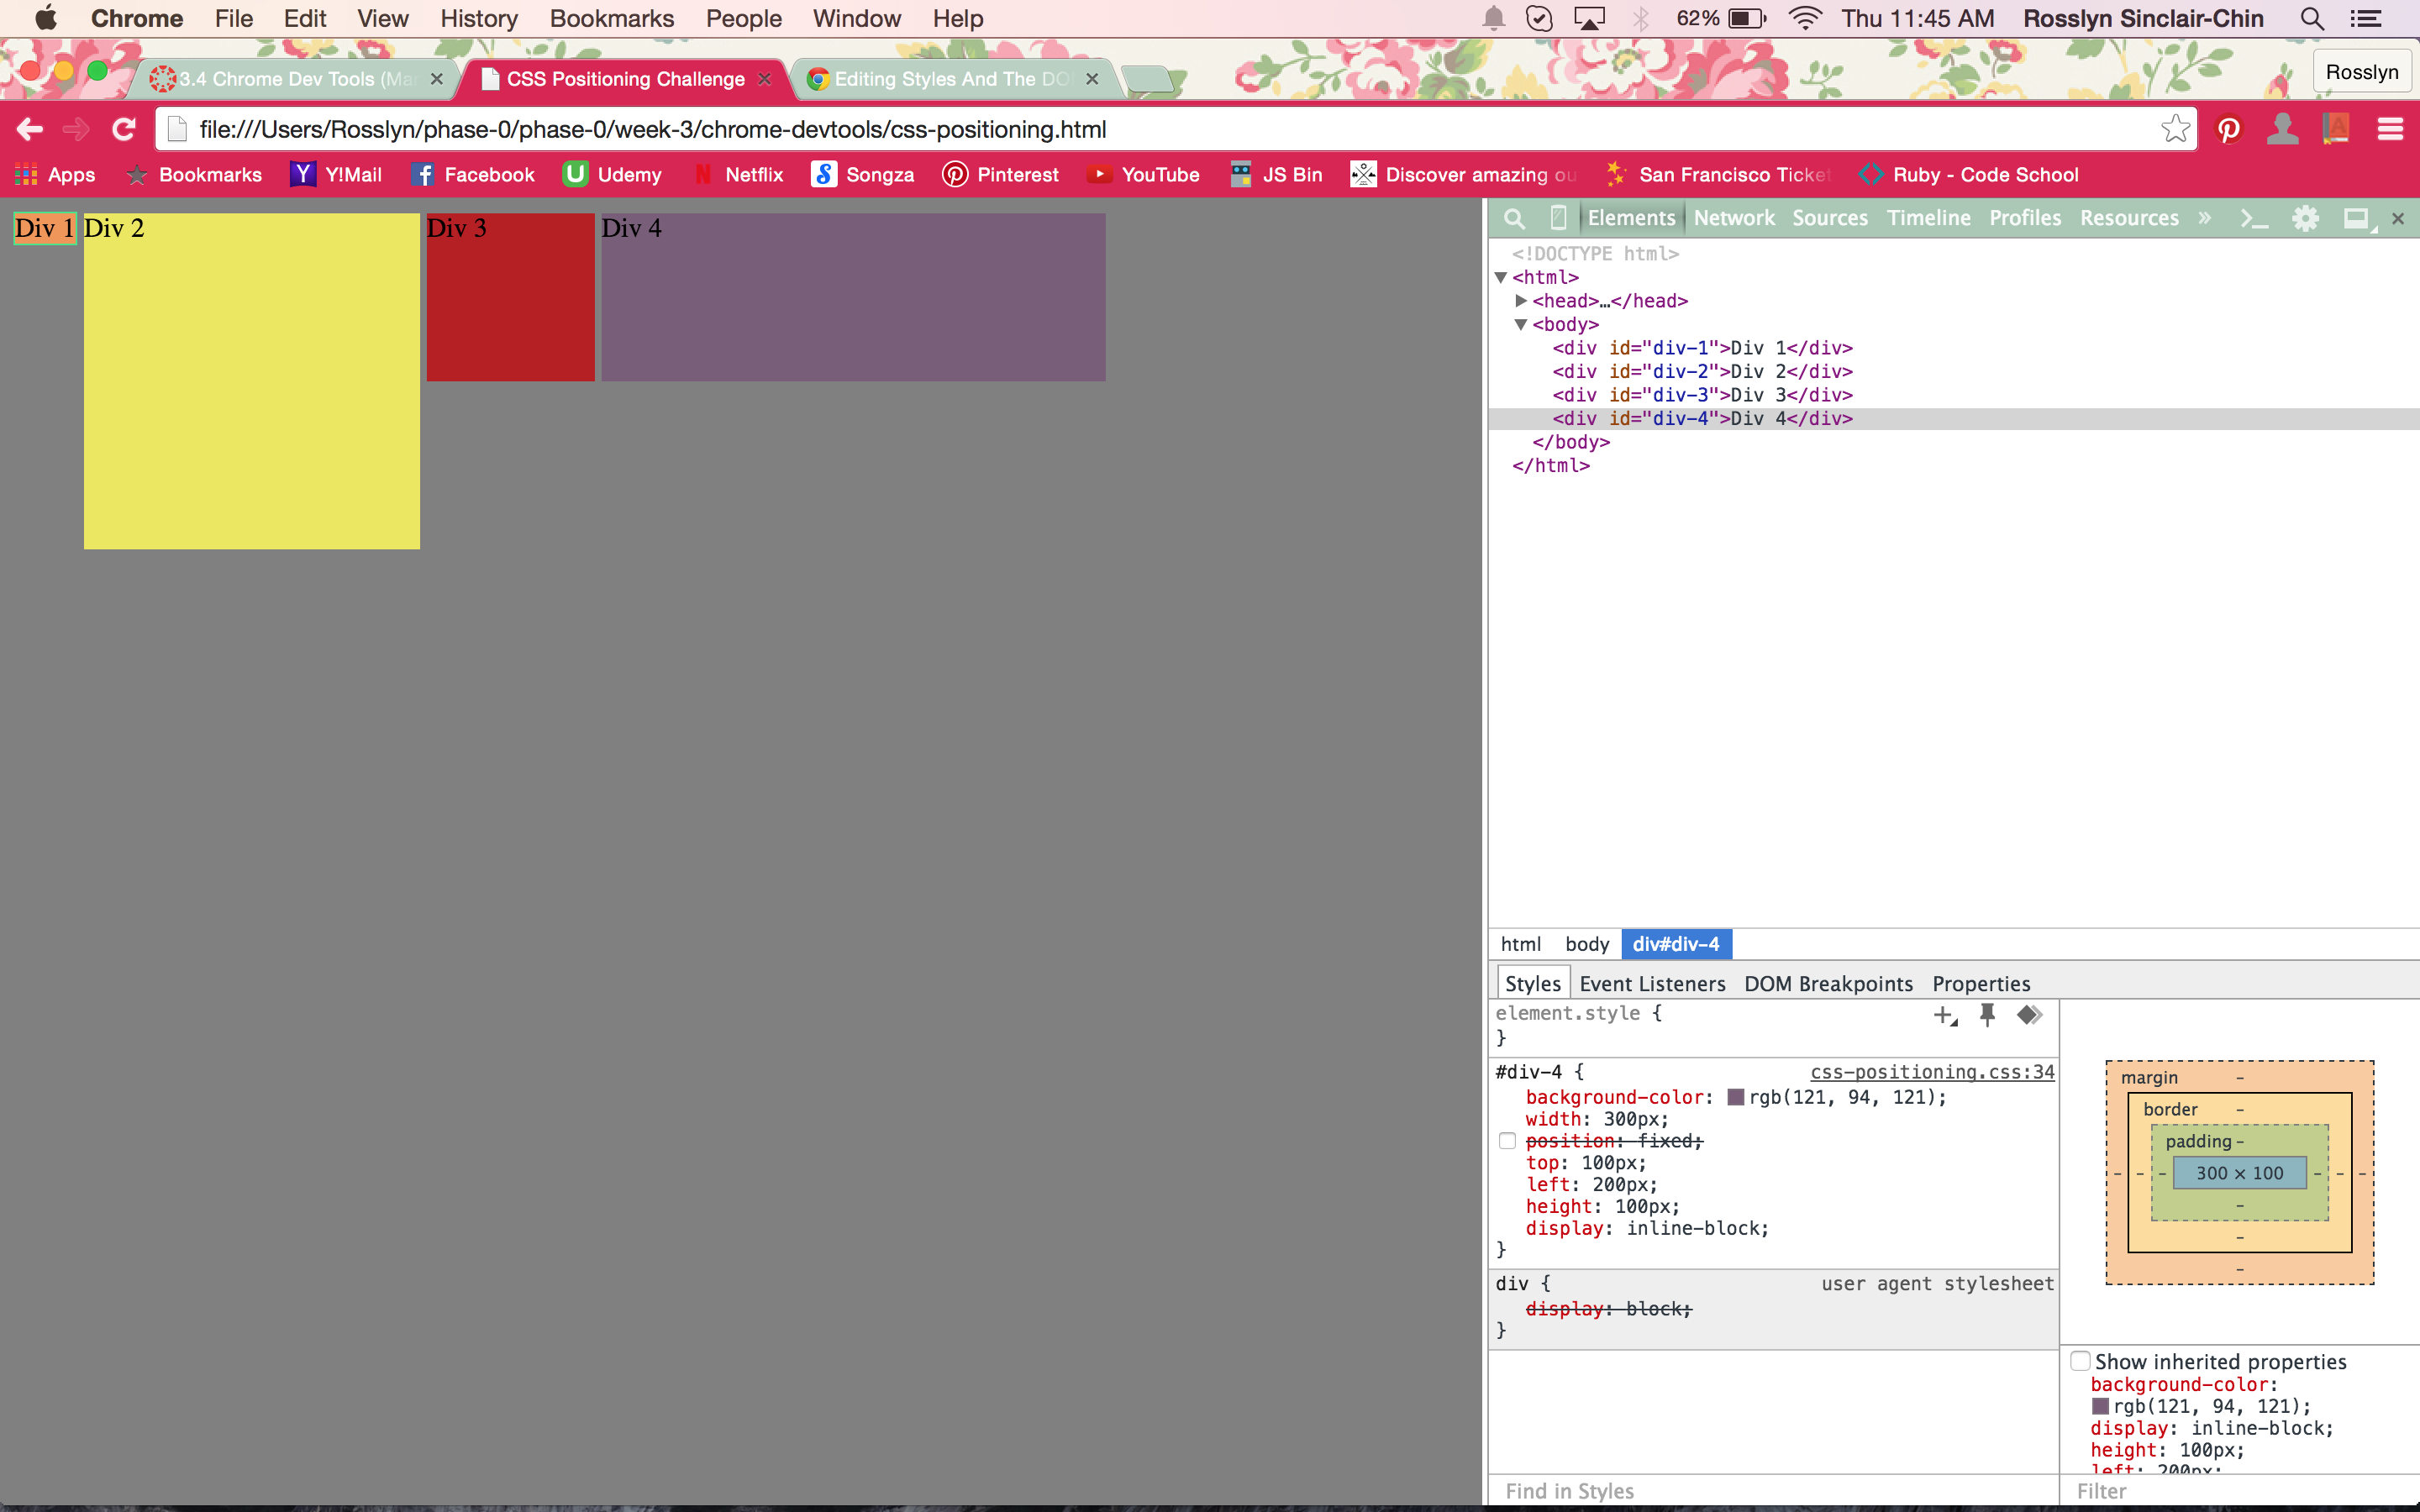 Chrome File Edit View History Bookmarks People Window Help 62% Thu 11:45 AM Rosslyn Sinclair-Chin
3.4 Chrome Dev Tools (Ma CSS Positioning Challenge Editing Styles And The DO Rosslyn
file:///Users/Rosslyn/phase-0/phase-0/week-3/chrome-devtools/css-positioning.html
Apps Bookmarks Y!Mail Facebook Udemy Netflix Songza Pinterest YouTube JS Bin Discover amazing ou San Francisco Ticket Ruby - Code School
Div 1 Div 2 Div 3 Div 4
Elements Network Sources Timeline Profiles Resources »
<!DOCTYPE html>
<html>
<head>…</head>
<body>
<div id="div-1">Div 1</div>
<div id="div-2">Div 2</div>
<div id="div-3">Div 3</div>
<div id="div-4">Div 4</div>
</body>
</html>
html body div#div-4
Styles Event Listeners DOM Breakpoints Properties
element.style {
}
#div-4 { css-positioning.css:34
background-color: rgb(121, 94, 121);
width: 300px;
position: fixed;
top: 100px;
left: 200px;
height: 100px;
display: inline-block;
}
div { user agent stylesheet
display: block;
}
Find in Styles
margin -
border -
padding -
- - - 300 × 100 - - -
-
-
-
Show inherited properties
background-color:
rgb(121, 94, 121);
display: inline-block;
height: 100px;
left: 200px;
Filter